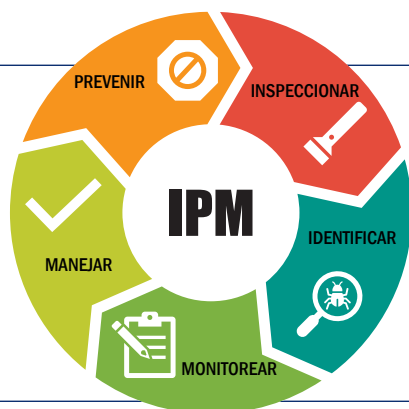 PREVENIR
INSPECCIONAR
IPM
IDENTIFICAR
MANEJAR
MONITOREAR